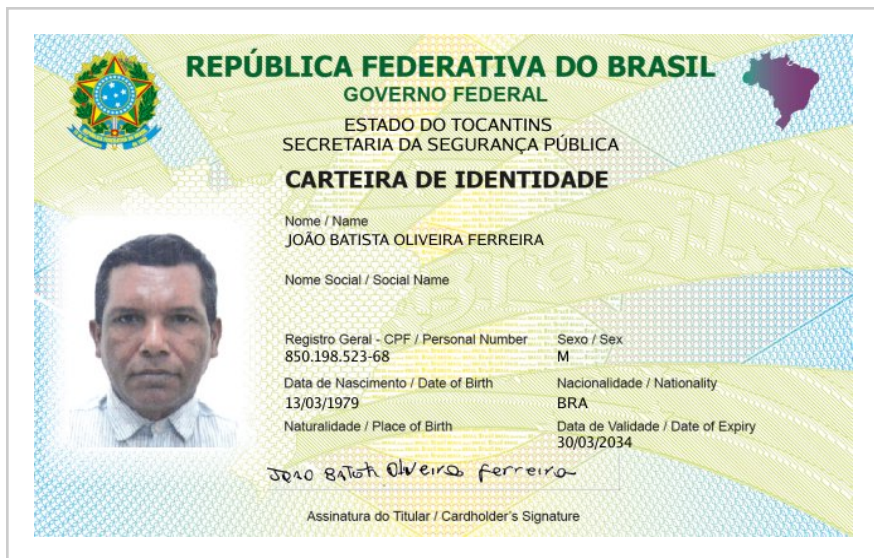 REPÚBLICA FEDERATIVA DO BRASIL
GOVERNO FEDERAL
ESTADO DO TOCANTINS
SECRETARIA DA SEGURANÇA PÚBLICA
CARTEIRA DE IDENTIDADE
Nome / Name
JOÃO BATISTA OLIVEIRA FERREIRA
Nome Social / Social Name
Registro Geral - CPF / Personal Number Sexo / Sex
850.198.523-68 M
Data de Nascimento / Date of Birth Nacionalidade / Nationality
13/03/1979 BRA
Naturalidade / Place of Birth Data de Validade / Date of Expiry
30/03/2034
Oliveira Ferreira
Assinatura do Titular / Cardholder's Signature
Brasil